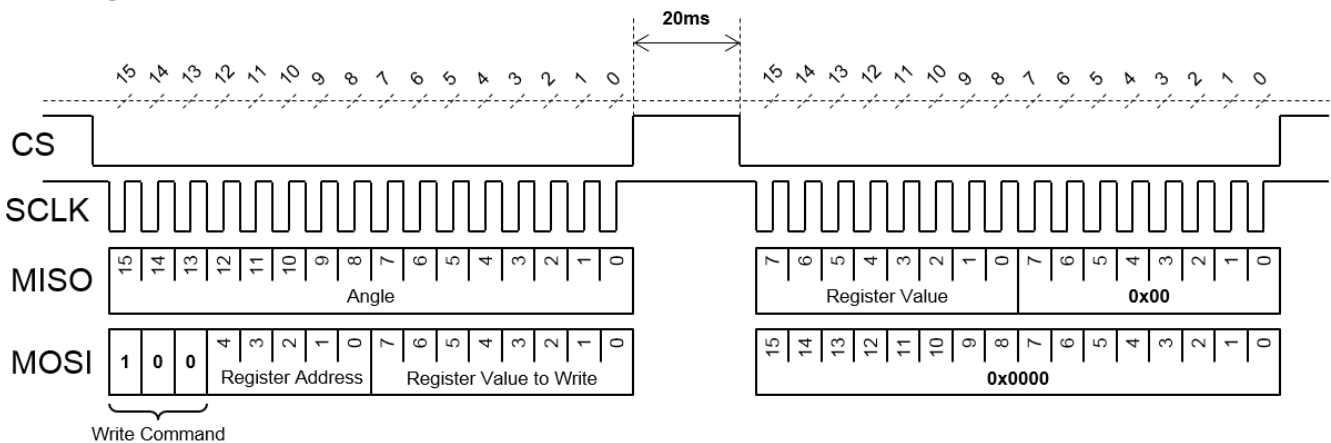 20ms
15 14 13 12 11 10 9 8 7 6 5 4 3 2 1 0 15 14 13 12 11 10 9 8 7 6 5 4 3 2 1 0
CS
SCLK
MISO 15 14 13 12 11 10 9 8 7 6 5 4 3 2 1 0 7 6 5 4 3 2 1 0 7 6 5 4 3 2 1 0
Angle Register Value 0x00
MOSI 1 0 0 4 3 2 1 0 7 6 5 4 3 2 1 0 15 14 13 12 11 10 9 8 7 6 5 4 3 2 1 0
Register Address Register Value to Write 0x0000
Write Command